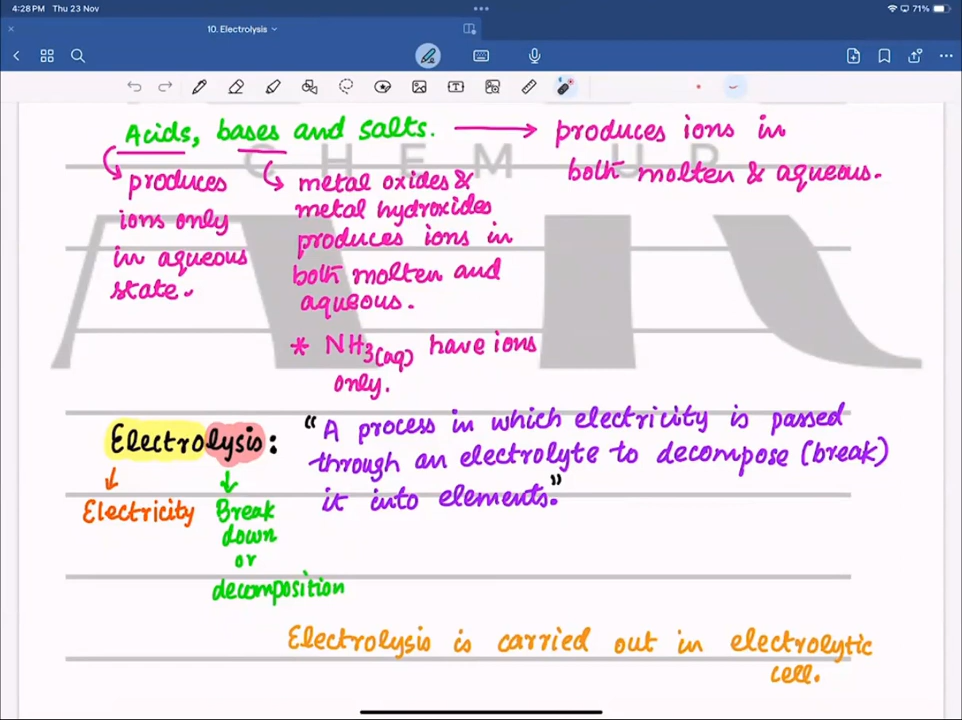 4:28 PM Thu 23 Nov
71%
10. Electrolysis
CHEM UP
Acids, bases and salts. → produces ions in
both molten & aqueous.
produces
ions only
in aqueous
state.
metal oxides &
metal hydroxides
produces ions in
both molten and
aqueous.
* NH3(aq) have ions
only.
Electrolysis:
"A process in which electricity is passed
through an electrolyte to decompose (break)
it into elements."
↓
Electricity
↓
Break
down
or
decomposition
Electrolysis is carried out in electrolytic
cell.